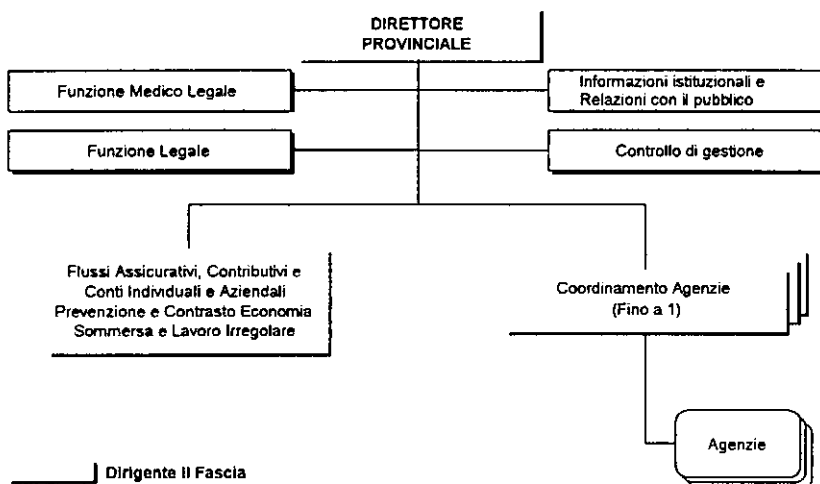 DIRETTORE
PROVINCIALE
Funzione Medico Legale
Informazioni istituzionali e
Relazioni con il pubblico
Funzione Legale
Controllo di gestione
Flussi Assicurativi, Contributivi e
Conti Individuali e Aziendali
Prevenzione e Contrasto Economia
Sommersa e Lavoro Irregolare
Coordinamento Agenzie
(Fino a 1)
Agenzie
Dirigente II Fascia